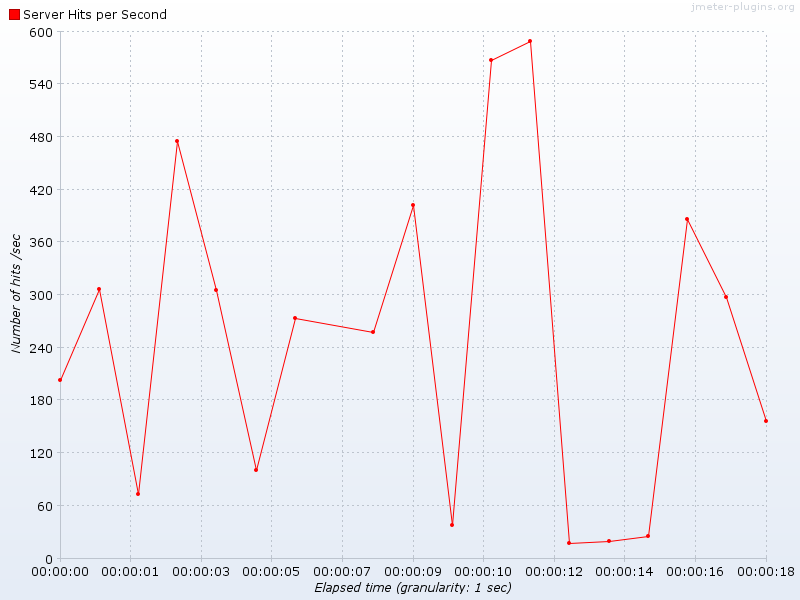 jmeter-plugins.org
Server Hits per Second
600
540
480
420
360
300
240
180
120
60
0
Number of hits /sec
00:00:00 00:00:01 00:00:03 00:00:05 00:00:07 00:00:09 00:00:10 00:00:12 00:00:14 00:00:16 00:00:18
Elapsed time (granularity: 1 sec)